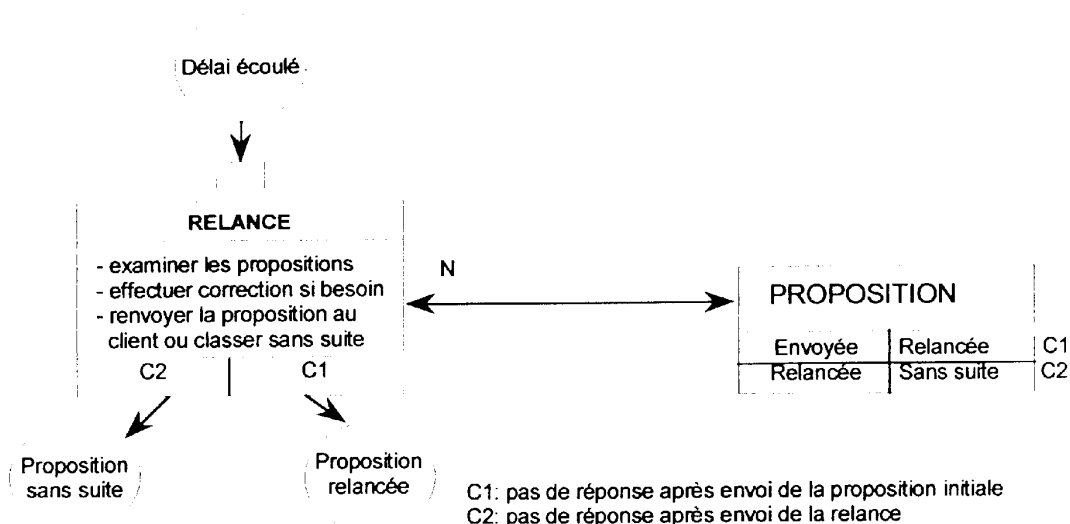 Délai écoulé
RELANCE
- examiner les propositions
- effectuer correction si besoin
- renvoyer la proposition au
client ou classer sans suite
C2 C1
N
PROPOSITION
Envoyée Relancée C1
Relancée Sans suite C2
Proposition
sans suite
Proposition
relancée
C1: pas de réponse après envoi de la proposition initiale
C2: pas de réponse après envoi de la relance